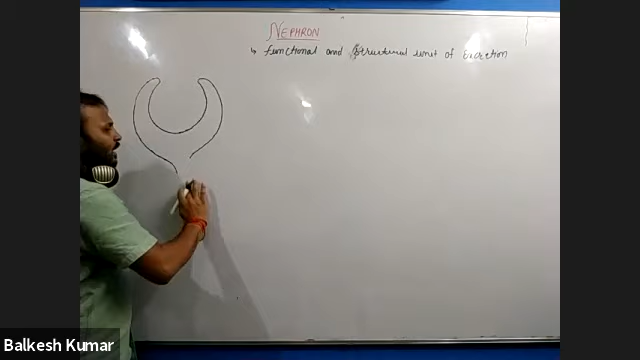 NEPHRON
↳ functional and structural unit of Excretion
Balkesh Kumar